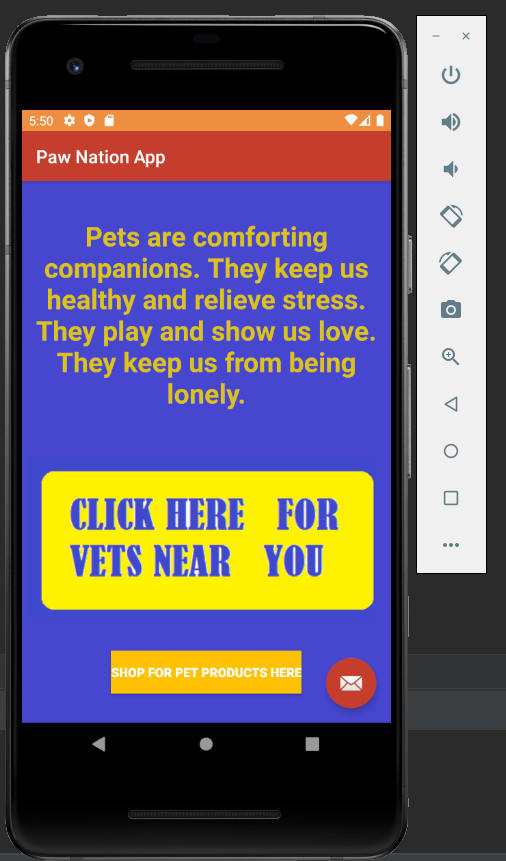 5:50
Paw Nation App
Pets are comforting
companions. They keep us
healthy and relieve stress.
They play and show us love.
They keep us from being
lonely.
CLICK HERE FOR
VETS NEAR YOU
SHOP FOR PET PRODUCTS HERE